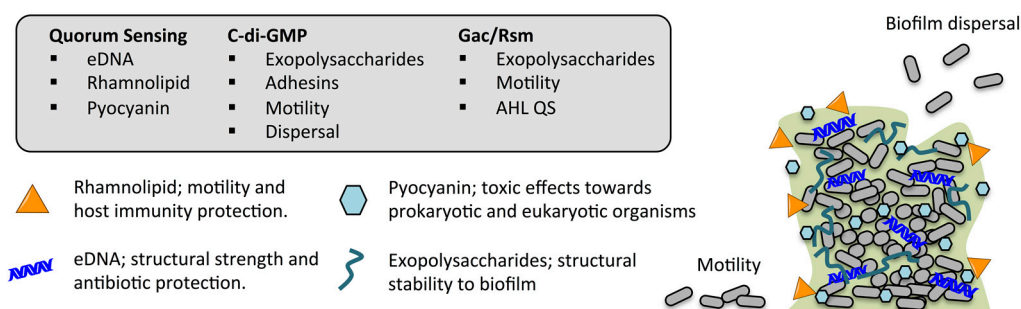 Quorum Sensing
▪ eDNA
▪ Rhamnolipid
▪ Pyocyanin
C-di-GMP
▪ Exopolysaccharides
▪ Adhesins
▪ Motility
▪ Dispersal
Gac/Rsm
▪ Exopolysaccharides
▪ Motility
▪ AHL QS
Biofilm dispersal
Rhamnolipid; motility and
host immunity protection.
Pyocyanin; toxic effects towards
prokaryotic and eukaryotic organisms
eDNA; structural strength and
antibiotic protection.
Exopolysaccharides; structural
stability to biofilm
Motility